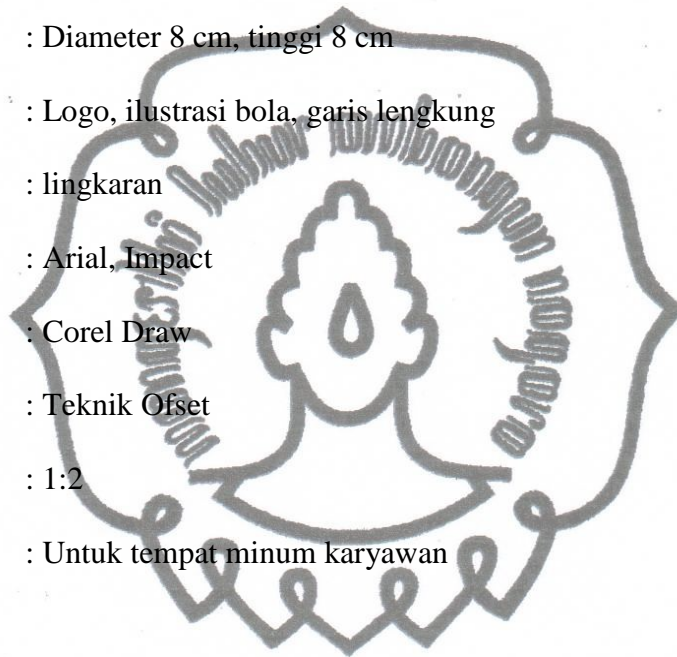 : Diameter 8 cm, tinggi 8 cm
: Logo, ilustrasi bola, garis lengkung
: lingkaran
: Arial, Impact
: Corel Draw
: Teknik Ofset
: 1:2
: Untuk tempat minum karyawan